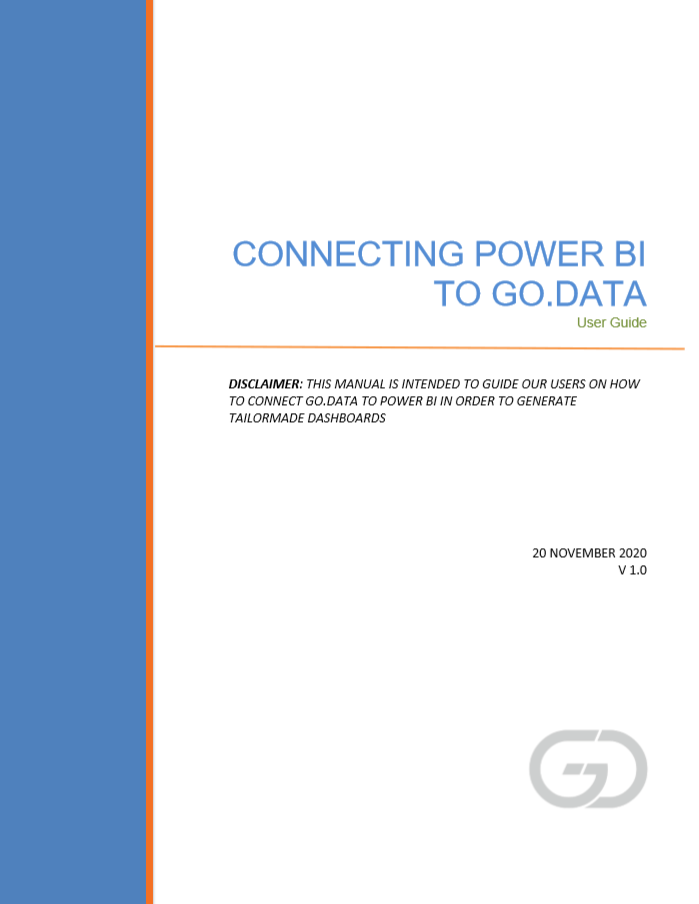 CONNECTING POWER BI
TO GO.DATA
User Guide
DISCLAIMER: THIS MANUAL IS INTENDED TO GUIDE OUR USERS ON HOW
TO CONNECT GO.DATA TO POWER BI IN ORDER TO GENERATE
TAILORMADE DASHBOARDS
20 NOVEMBER 2020
V 1.0